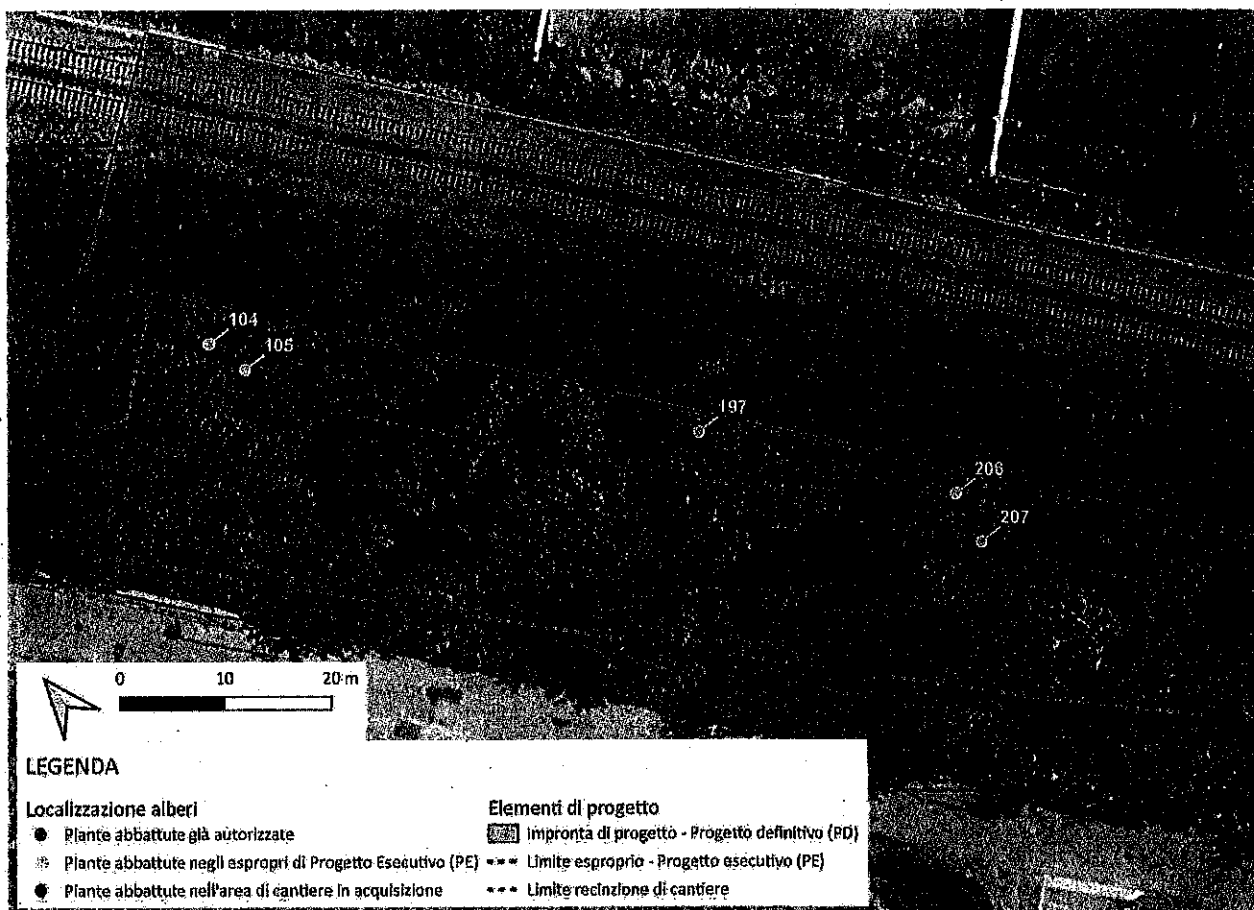 104
105
197
206
207
0 10 20 m
LEGENDA
Localizzazione alberi
Piante abbattute già autorizzate
Piante abbattute negli espropri di Progetto Esecutivo (PE)
Piante abbattute nell'area di cantiere in acquisizione
Elementi di progetto
Impronta di progetto - Progetto definitivo (PD)
Limite esproprio - Progetto esecutivo (PE)
Limite recinzione di cantiere